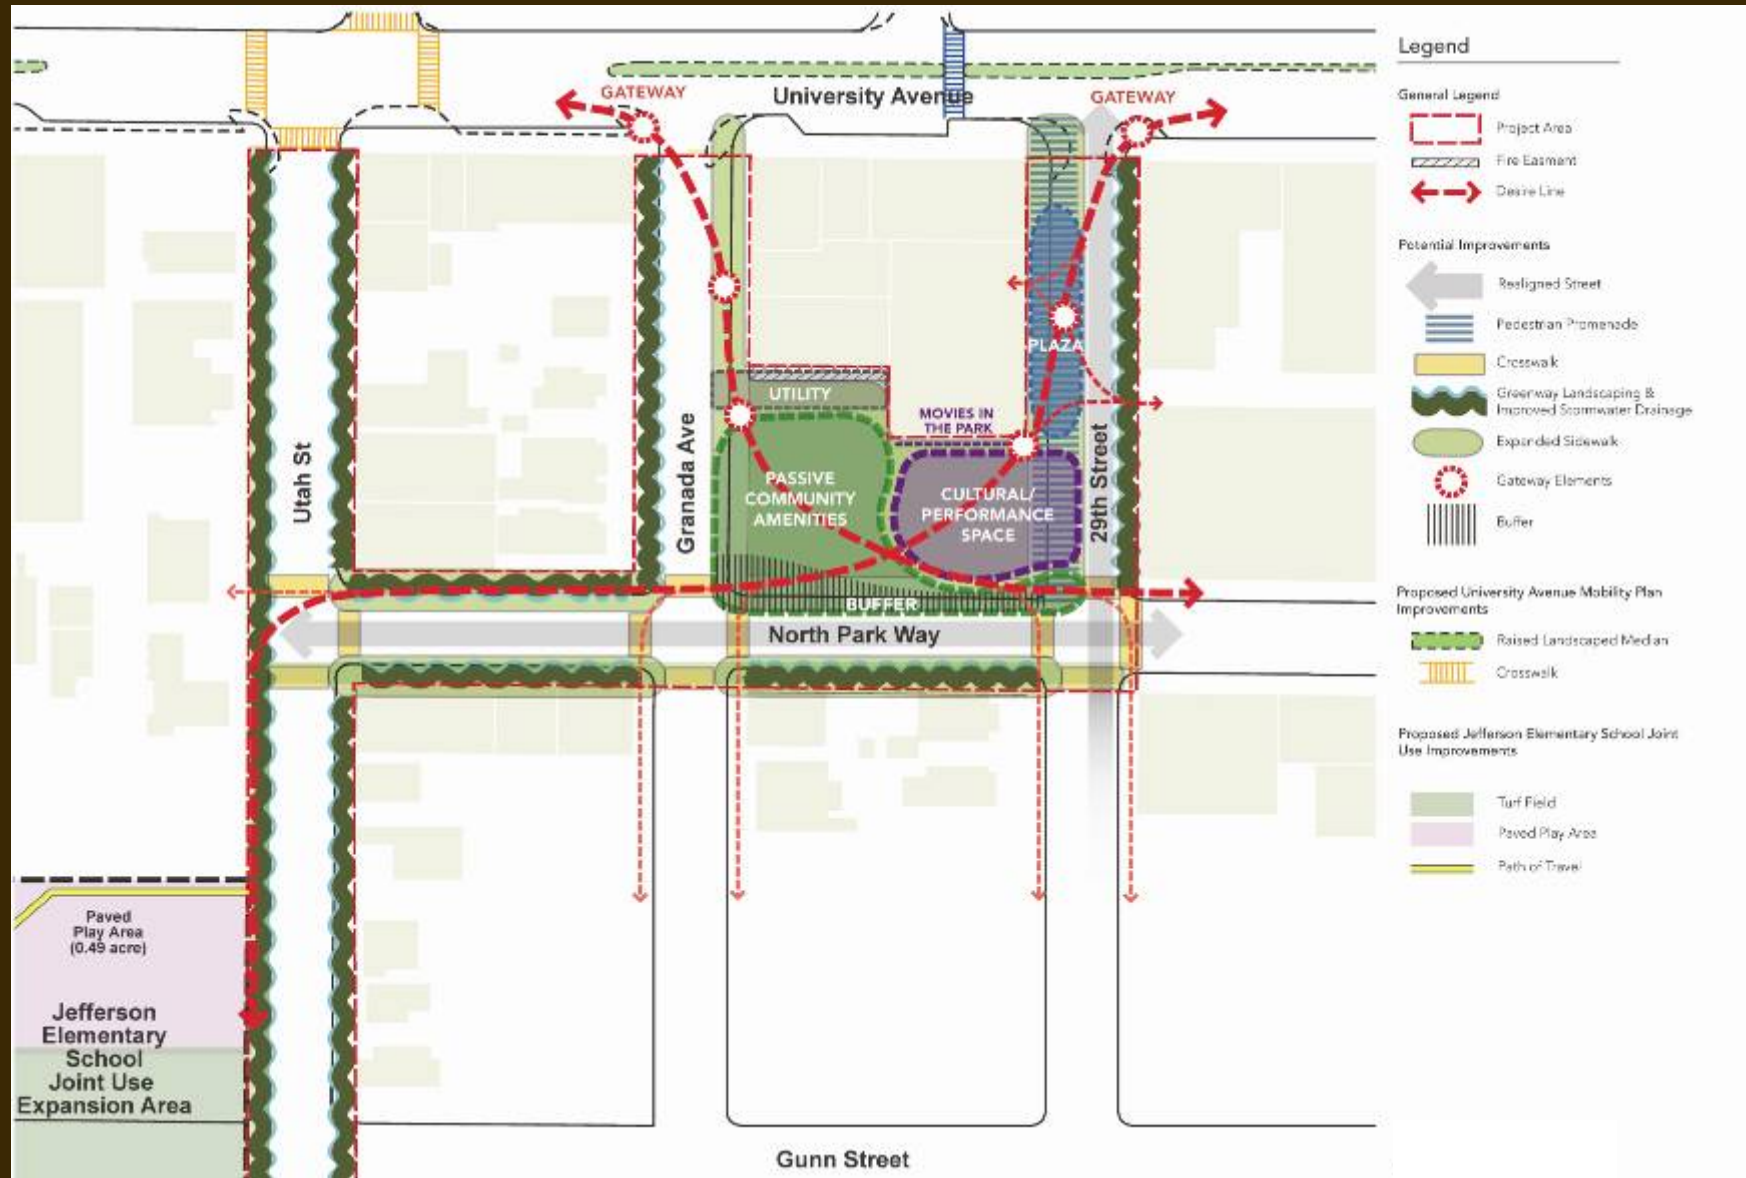 GATEWAY
University Avenue
GATEWAY
UTILITY
PLAZA
MOVIES IN
THE PARK
Utah St
Granada Ave
PASSIVE
COMMUNITY
AMENITIES
CULTURAL/
PERFORMANCE
SPACE
29th Street
BUFFER
North Park Way
Paved
Play Area
(0.49 acre)
Jefferson
Elementary
School
Joint Use
Expansion Area
Gunn Street
Legend
General Legend
Project Area
Fire Easment
Desire Line
Potential Improvements
Realigned Street
Pedestrian Promenade
Crosswalk
Greenway Landscaping &
Improved Stormwater Drainage
Expanded Sidewalk
Gateway Elements
Buffer
Proposed University Avenue Mobility Plan
Improvements
Raised Landscaped Median
Crosswalk
Proposed Jefferson Elementary School Joint
Use Improvements
Turf Field
Paved Play Area
Path of Travel